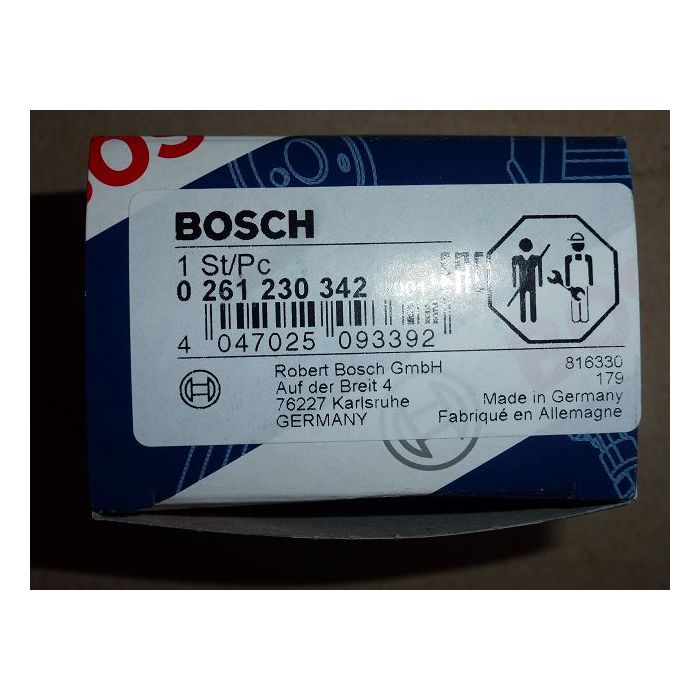 BOSCH
1 St/Pc
0 261 230 342
4 047025 093392
Robert Bosch GmbH
Auf der Breit 4
76227 Karlsruhe
GERMANY
816330
179
Made in Germany
Fabriqué en Allemagne